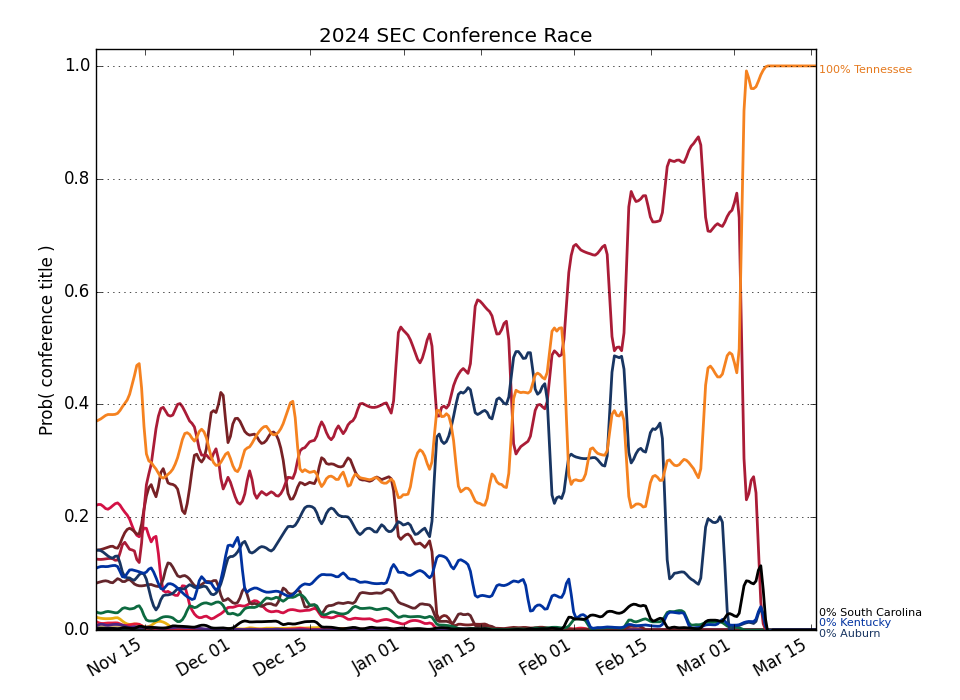 2024 SEC Conference Race
Prob( conference title )
1.0
0.8
0.6
0.4
0.2
0.0
100% Tennessee
0% South Carolina
0% Kentucky
0% Auburn
Nov 15
Dec 01
Dec 15
Jan 01
Jan 15
Feb 01
Feb 15
Mar 01
Mar 15